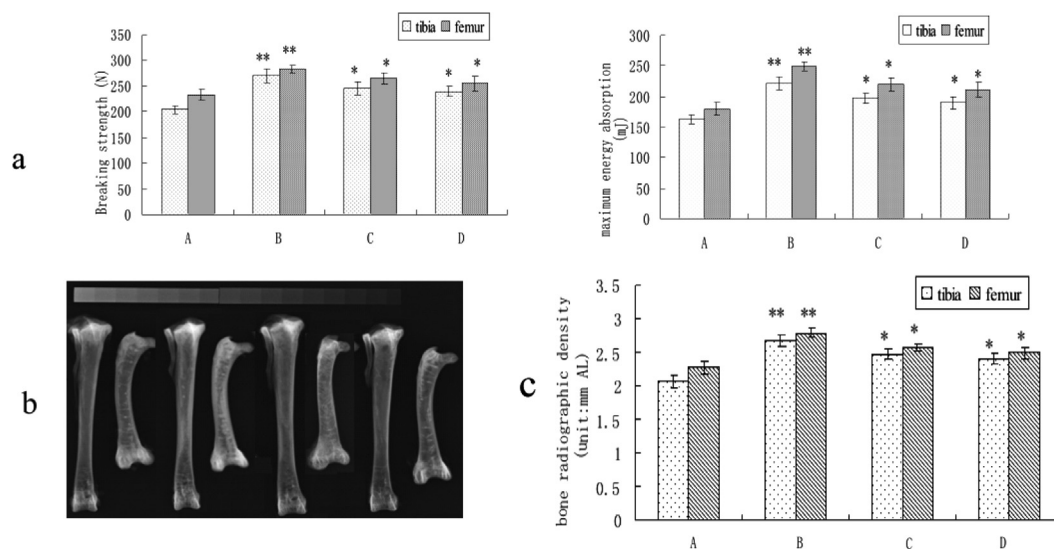 a
Breaking strength (N)
350
300
250
200
150
100
50
0
tibia femur
** **
* *
* *
A B C D
maximum energy absorption
(mJ)
300
250
200
150
100
50
0
tibia femur
** **
* *
* *
A B C D
b
c
bone radiographic density
(unit:mm AL)
3.5
3
2.5
2
1.5
1
0.5
0
tibia femur
** **
* *
* *
A B C D